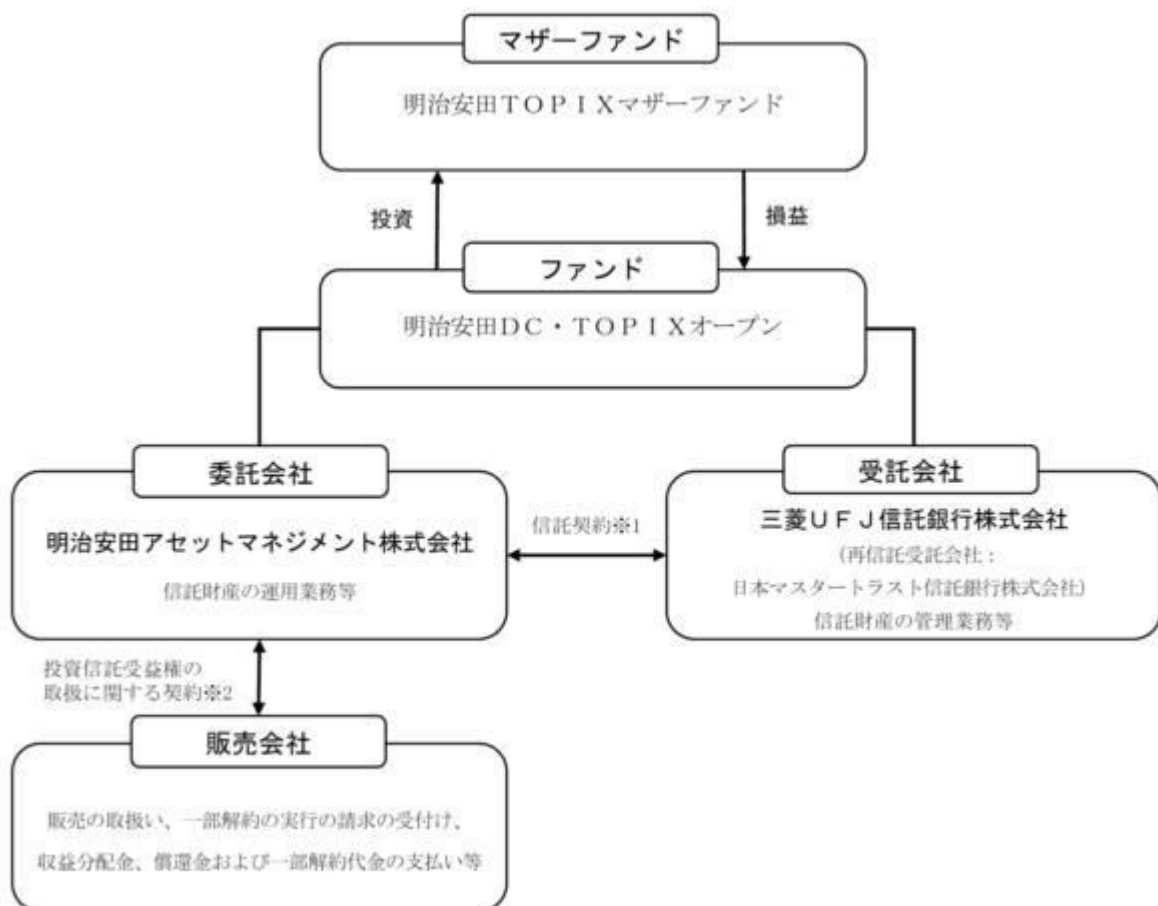 マザーファンド
明治安田TOPIXマザーファンド
投資
損益
ファンド
明治安田DC・TOPIXオープン
委託会社
明治安田アセットマネジメント株式会社
信託財産の運用業務等
信託契約※1
受託会社
三菱UFJ信託銀行株式会社
(再信託受託会社:
日本マスタートラスト信託銀行株式会社)
信託財産の管理業務等
投資信託受益権の
取扱に関する契約※2
販売会社
販売の取扱い、一部解約の実行の請求の受付け、
収益分配金、償還金および一部解約代金の支払い等